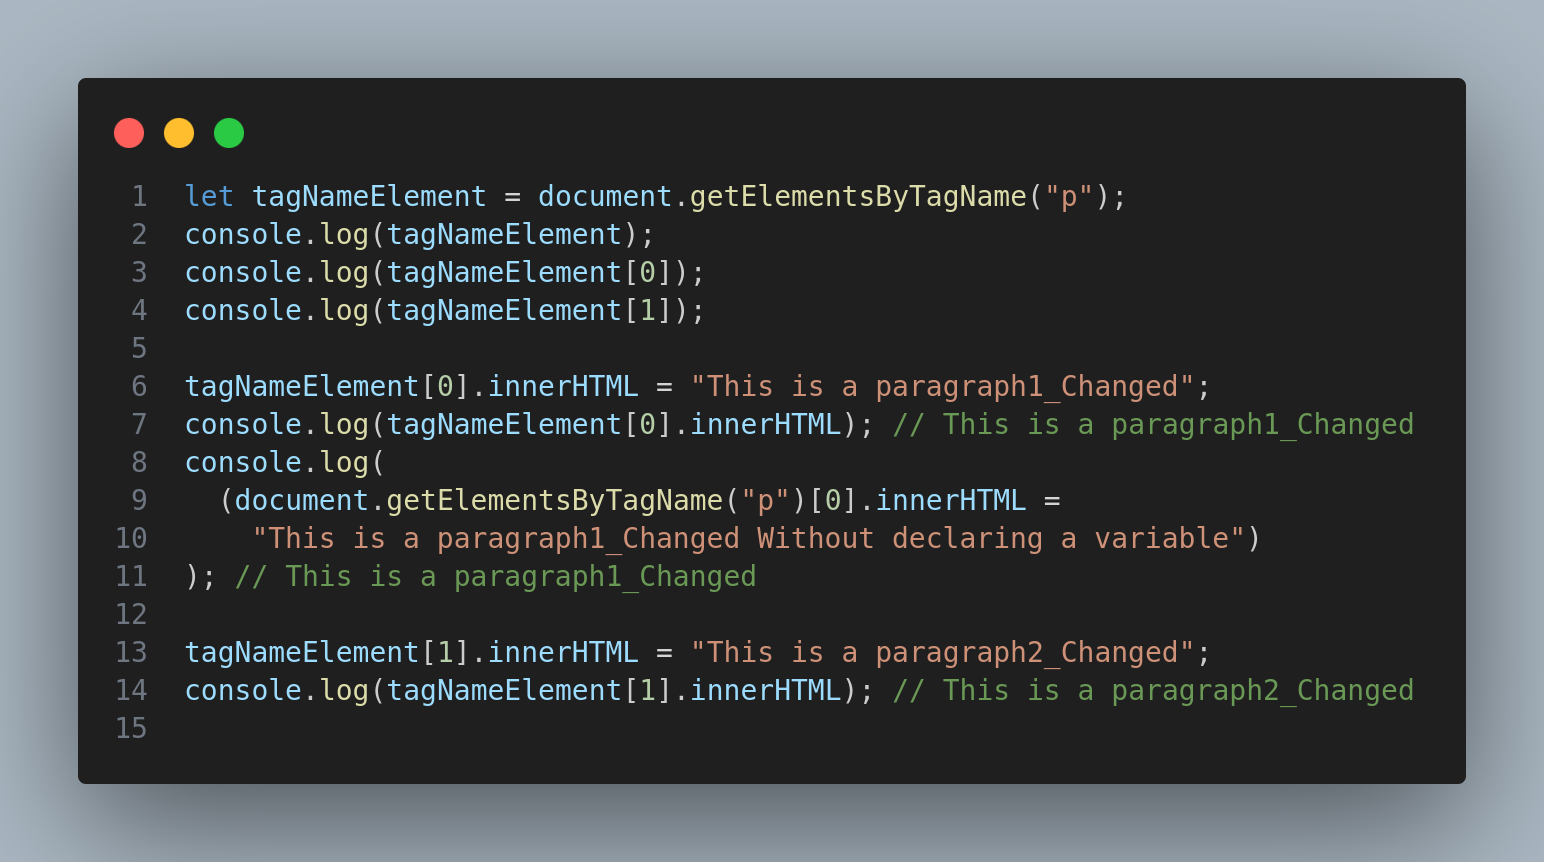 1 let tagNameElement = document.getElementsByTagName("p");
2 console.log(tagNameElement);
3 console.log(tagNameElement[0]);
4 console.log(tagNameElement[1]);
5
6 tagNameElement[0].innerHTML = "This is a paragraph1_Changed";
7 console.log(tagNameElement[0].innerHTML); // This is a paragraph1_Changed
8 console.log(
9   (document.getElementsByTagName("p")[0].innerHTML =
10     "This is a paragraph1_Changed Without declaring a variable")
11 ); // This is a paragraph1_Changed
12
13 tagNameElement[1].innerHTML = "This is a paragraph2_Changed";
14 console.log(tagNameElement[1].innerHTML); // This is a paragraph2_Changed
15